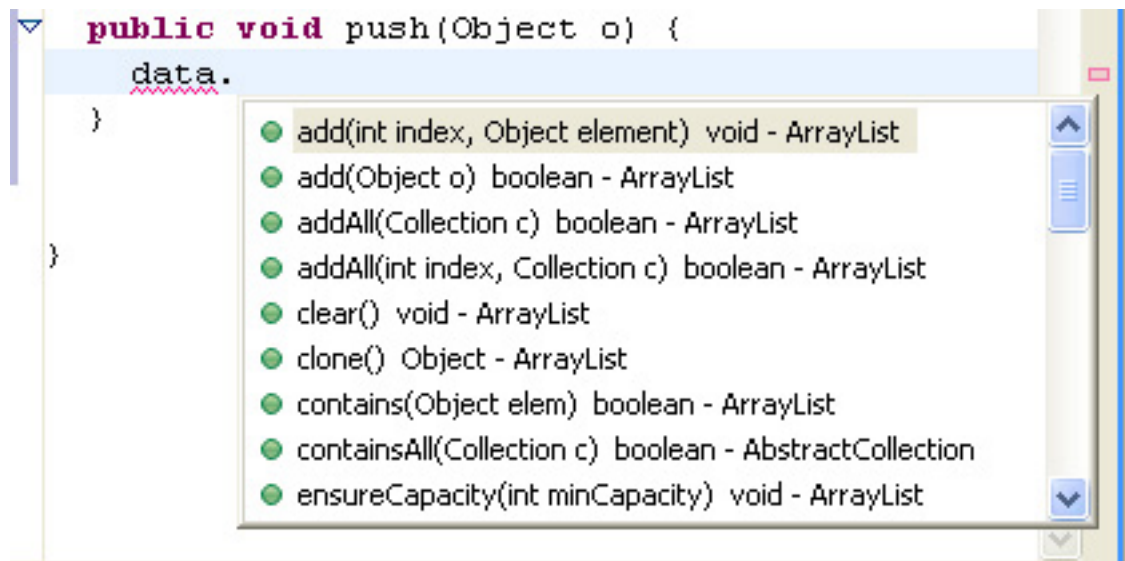 public void push(Object o) {
data.
}
add(int index, Object element) void - ArrayList
add(Object o) boolean - ArrayList
addAll(Collection c) boolean - ArrayList
addAll(int index, Collection c) boolean - ArrayList
clear() void - ArrayList
clone() Object - ArrayList
contains(Object elem) boolean - ArrayList
containsAll(Collection c) boolean - AbstractCollection
ensureCapacity(int minCapacity) void - ArrayList
}